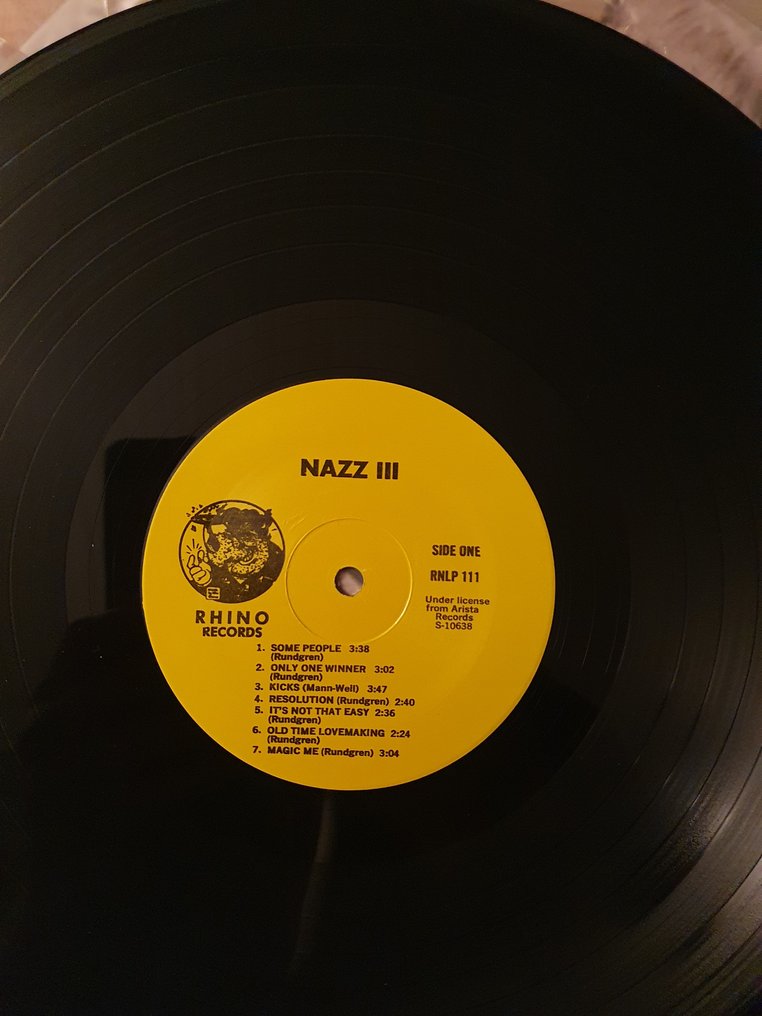 NAZZ III
SIDE ONE
RNLP 111
Under license
from Arista
Records
S-10638
RHINO
RECORDS
1. SOME PEOPLE 3:38
(Rundgren)
2. ONLY ONE WINNER 3:02
(Rundgren)
3. KICKS (Mann-Weil) 3:47
4. RESOLUTION (Rundgren) 2:40
5. IT'S NOT THAT EASY 2:36
(Rundgren)
6. OLD TIME LOVEMAKING 2:24
(Rundgren)
7. MAGIC ME (Rundgren) 3:04